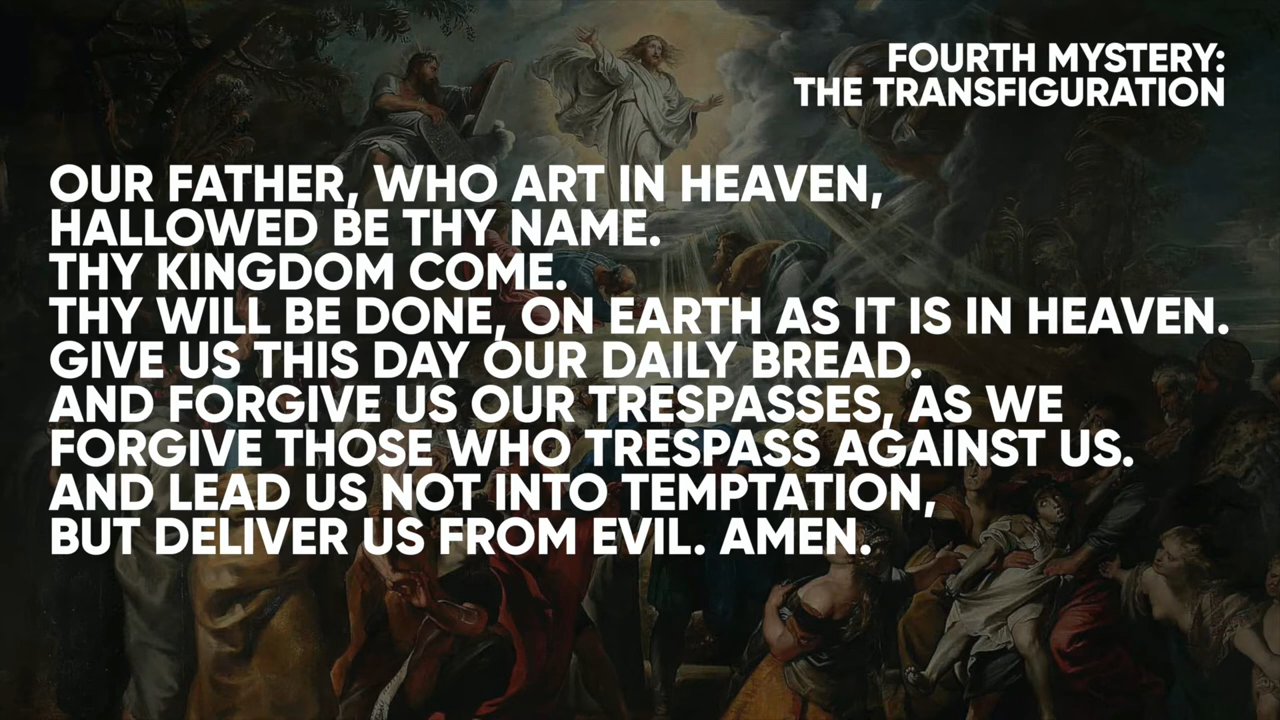 FOURTH MYSTERY:
THE TRANSFIGURATION
OUR FATHER, WHO ART IN HEAVEN,
HALLOWED BE THY NAME.
THY KINGDOM COME.
THY WILL BE DONE, ON EARTH AS IT IS IN HEAVEN.
GIVE US THIS DAY OUR DAILY BREAD.
AND FORGIVE US OUR TRESPASSES, AS WE
FORGIVE THOSE WHO TRESPASS AGAINST US.
AND LEAD US NOT INTO TEMPTATION,
BUT DELIVER US FROM EVIL. AMEN.